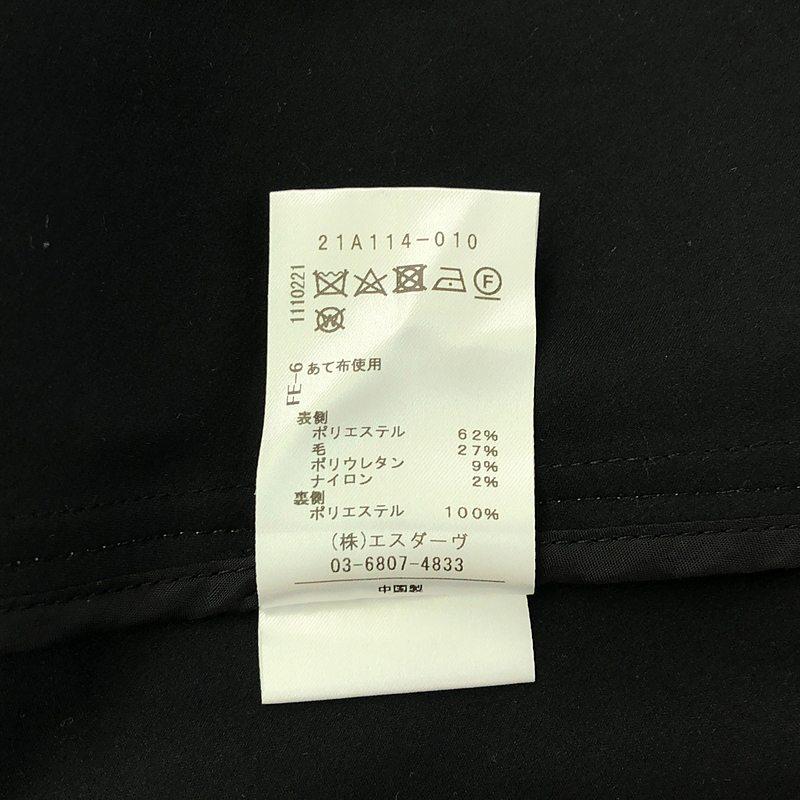 21A114-010
1110221
F
W
FE-6
あて布使用
表側
ポリエステル 62%
毛 27%
ポリウレタン 9%
ナイロン 2%
裏側
ポリエステル 100%
(株)エスダーヴ
03-6807-4833
中国製